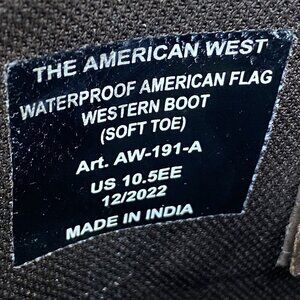 THE AMERICAN WEST
WATERPROOF AMERICAN FLAG
WESTERN BOOT
(SOFT TOE)
Art. AW-191-A
US 10.5EE
12/2022
MADE IN INDIA